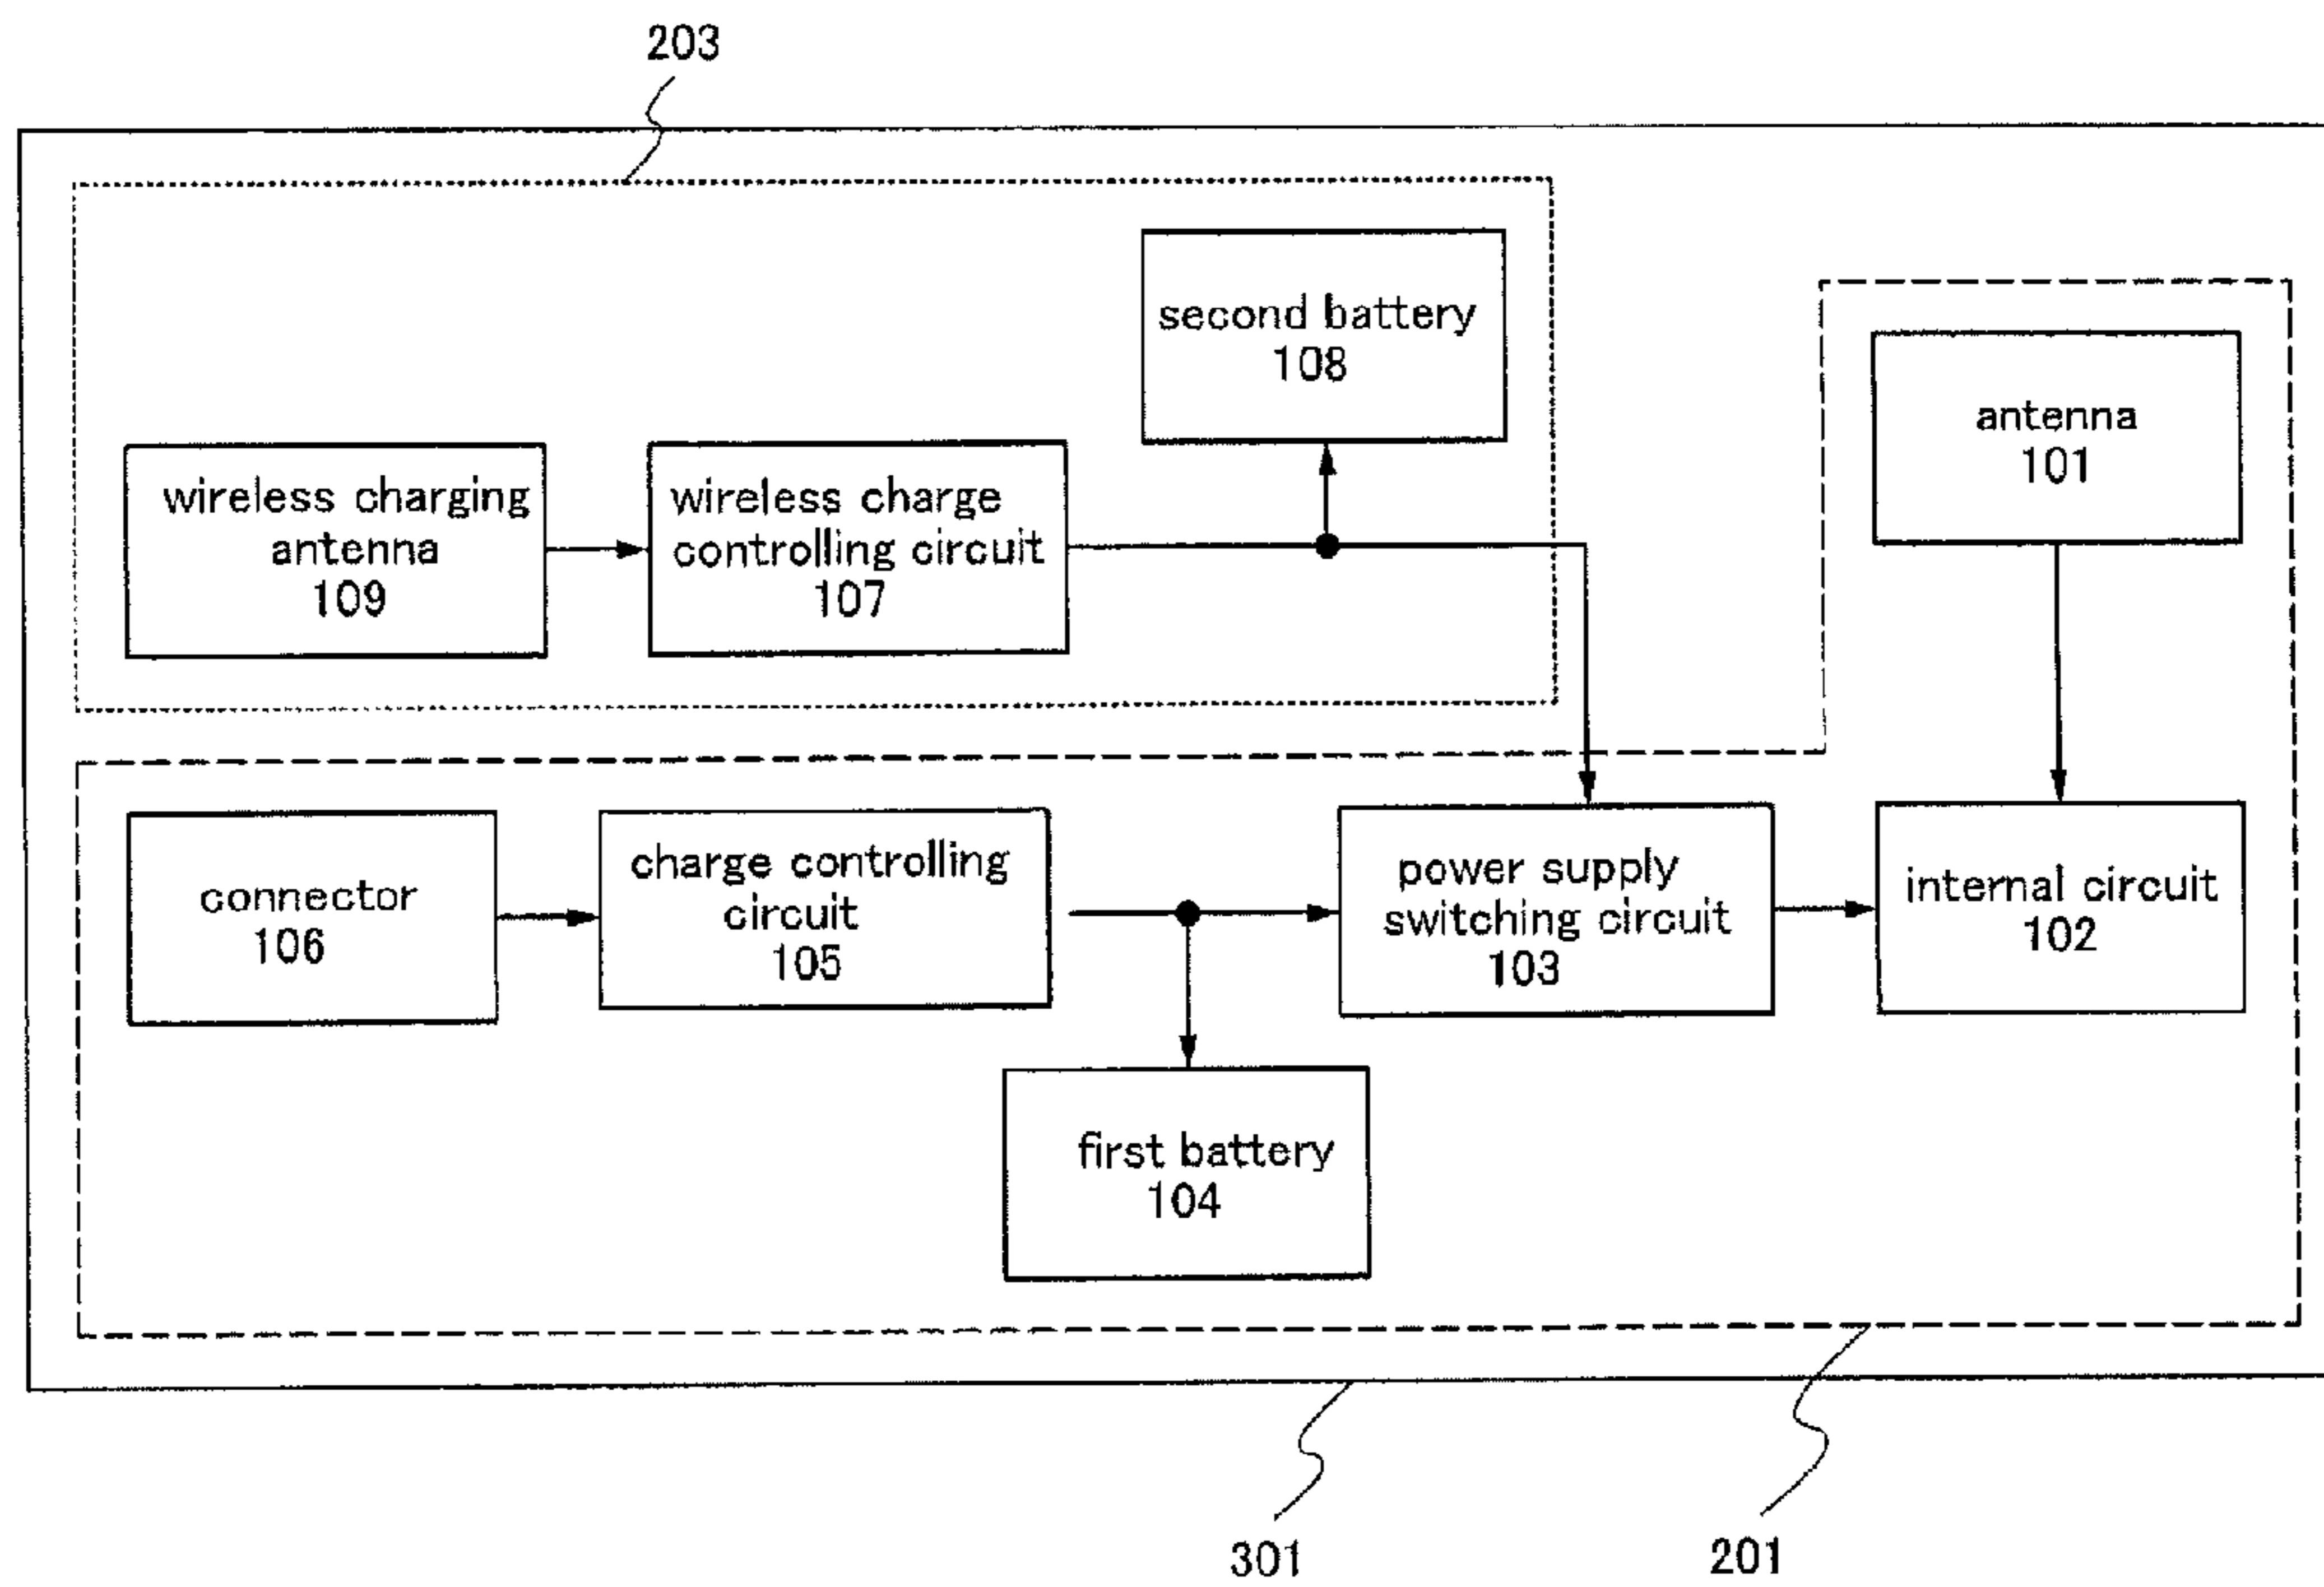 203
second battery
108
antenna
101
wireless charging
antenna
109
wireless charge
controlling circuit
107
connector
106
charge controlling
circuit
105
power supply
switching circuit
103
internal circuit
102
first battery
104
301
201